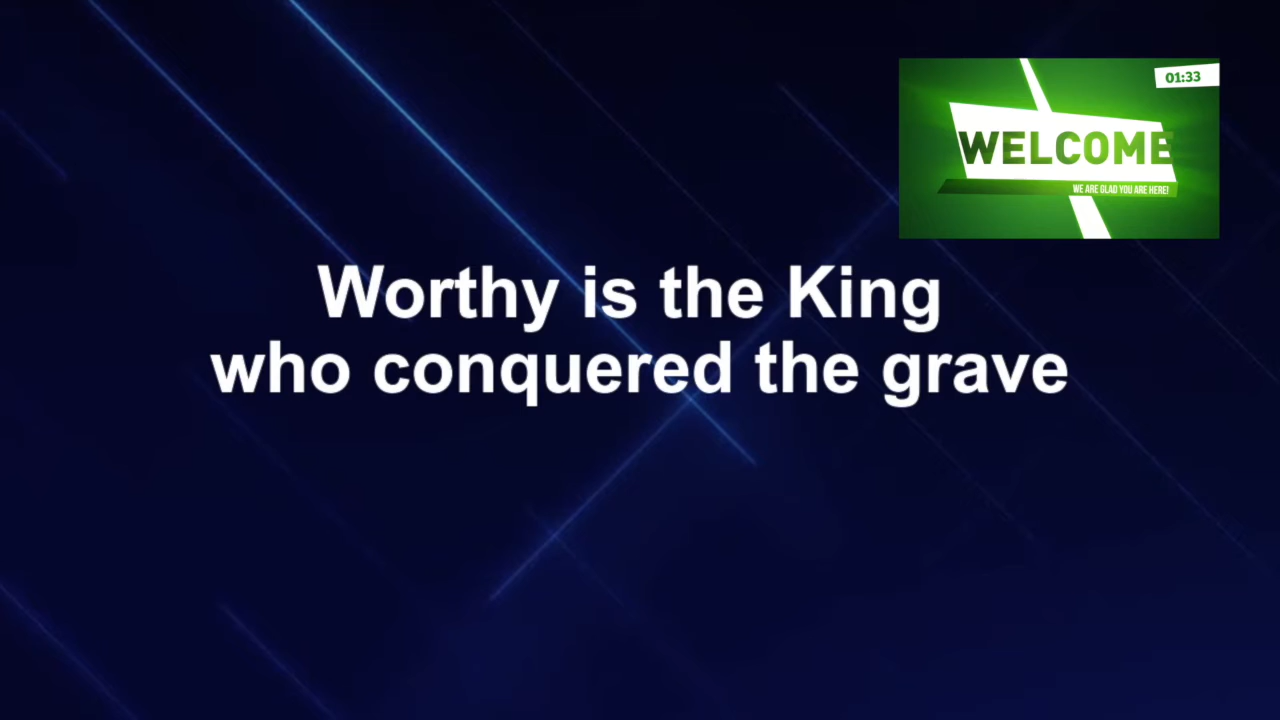 01:33
WELCOME
WE ARE GLAD YOU ARE HERE!
Worthy is the King
who conquered the grave